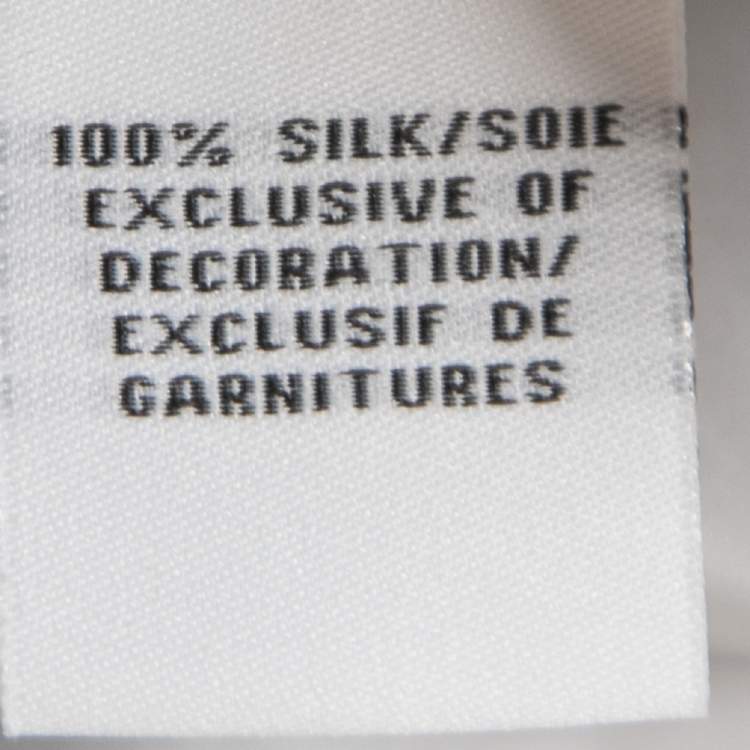 100% SILK/SOIE
EXCLUSIVE OF
DECORATION/
EXCLUSIF DE
GARNITURES